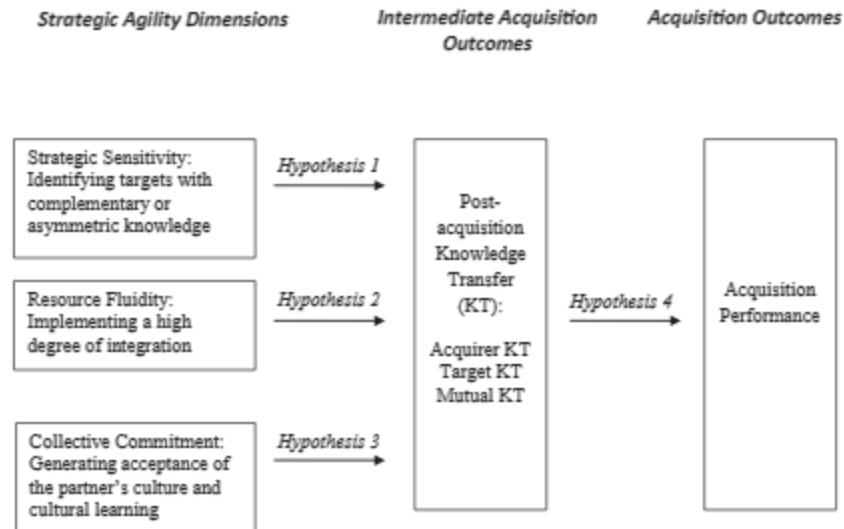 Strategic Agility Dimensions
Intermediate Acquisition
Outcomes
Acquisition Outcomes
Strategic Sensitivity:
Identifying targets with
complementary or
asymmetric knowledge
Hypothesis 1
Resource Fluidity:
Implementing a high
degree of integration
Hypothesis 2
Collective Commitment:
Generating acceptance of
the partner's culture and
cultural learning
Hypothesis 3
Post-
acquisition
Knowledge
Transfer
(KT):
Acquirer KT
Target KT
Mutual KT
Hypothesis 4
Acquisition
Performance